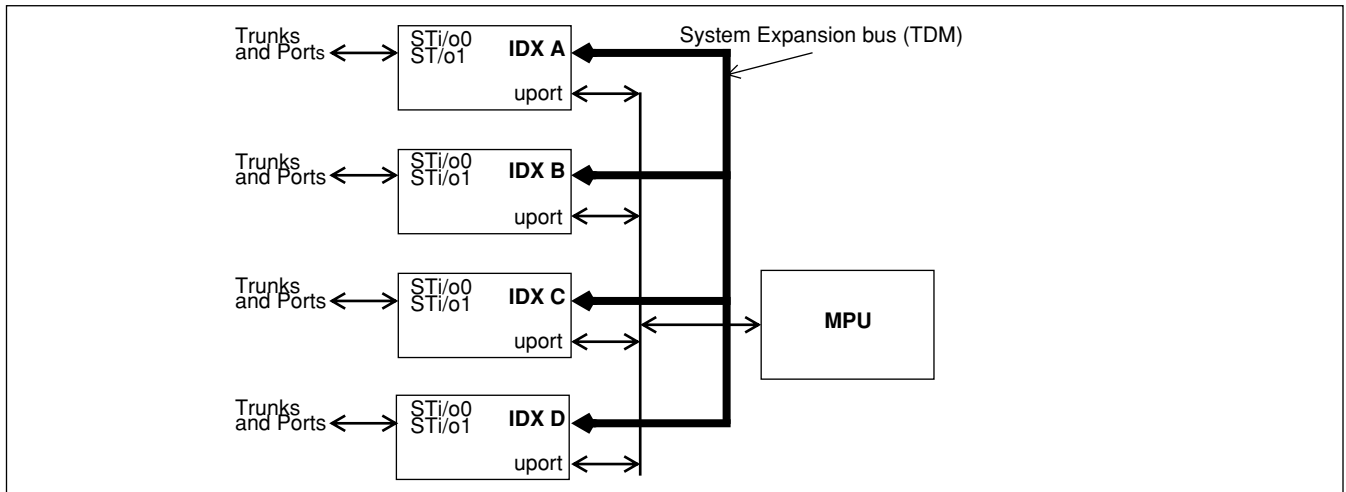 System Expansion bus (TDM)
Trunks
and Ports
STi/o0
ST/o1
IDX A
uport
Trunks
and Ports
STi/o0
STi/o1
IDX B
uport
Trunks
and Ports
STi/o0
STi/o1
IDX C
uport
MPU
Trunks
and Ports
STi/o0
STi/o1
IDX D
uport